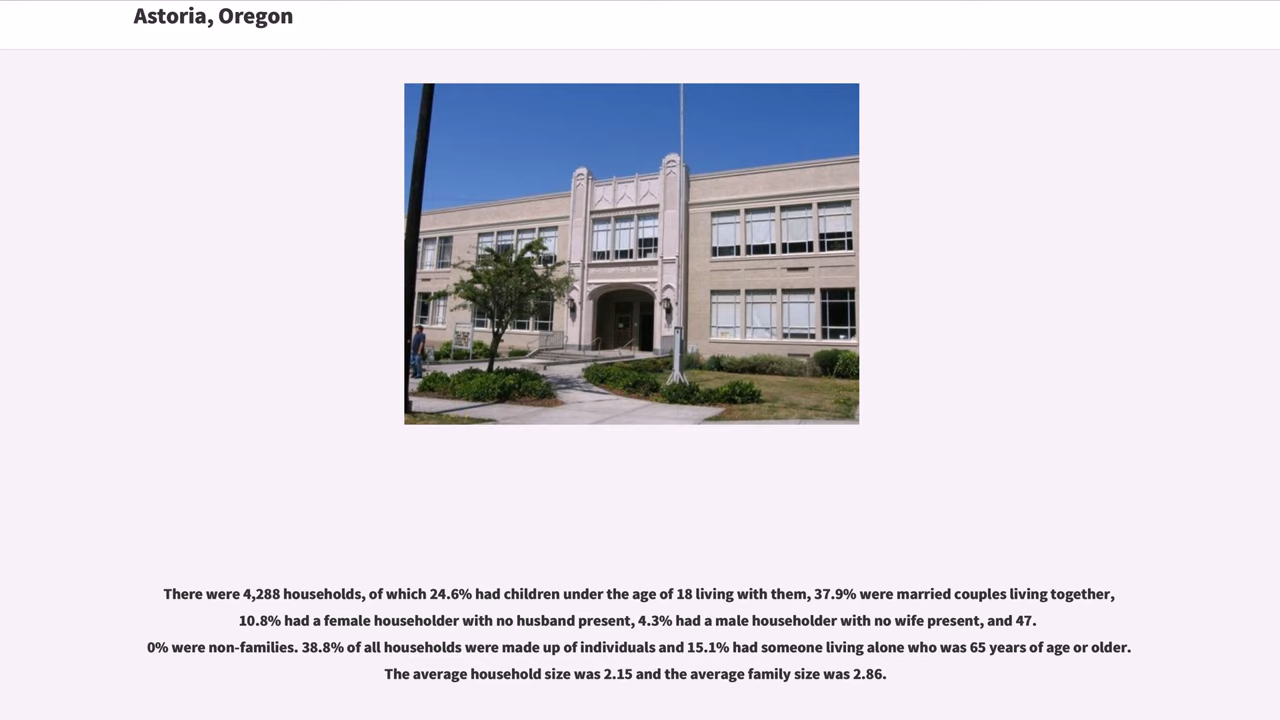 Astoria, Oregon
There were 4,288 households, of which 24.6% had children under the age of 18 living with them, 37.9% were married couples living together,
10.8% had a female householder with no husband present, 4.3% had a male householder with no wife present, and 47.
0% were non-families. 38.8% of all households were made up of individuals and 15.1% had someone living alone who was 65 years of age or older.
The average household size was 2.15 and the average family size was 2.86.